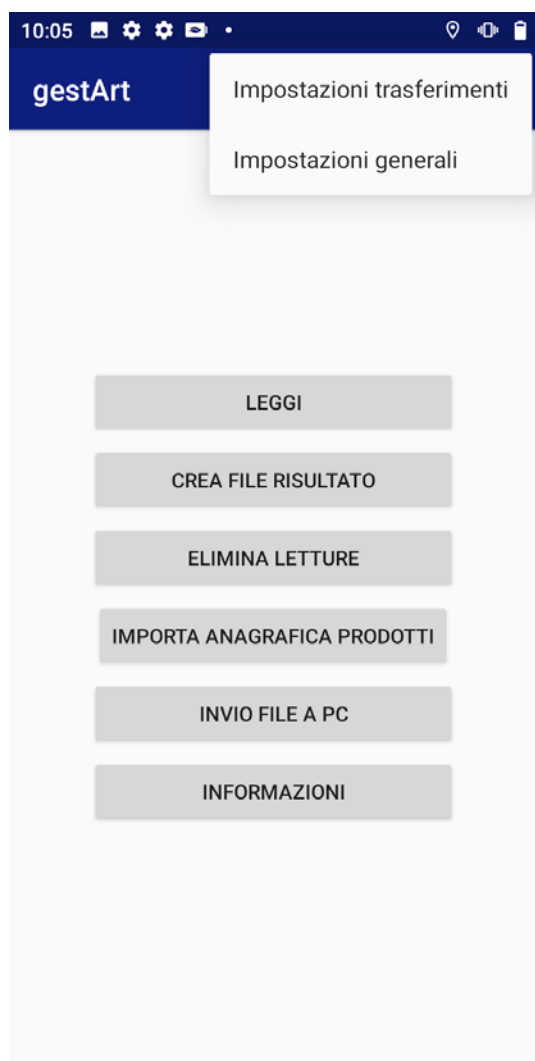 10:05
gestArt
Impostazioni trasferimenti
Impostazioni generali
LEGGI
CREA FILE RISULTATO
ELIMINA LETTURE
IMPORTA ANAGRAFICA PRODOTTI
INVIO FILE A PC
INFORMAZIONI